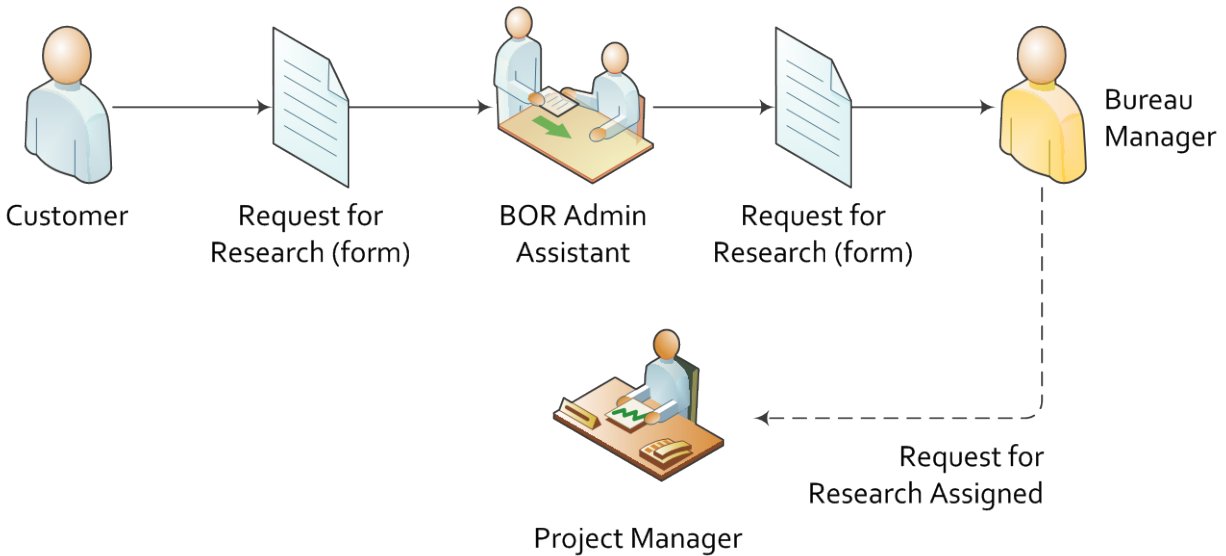 Bureau
Manager
Customer
Request for
Research (form)
BOR Admin
Assistant
Request for
Research (form)
Request for
Research Assigned
Project Manager